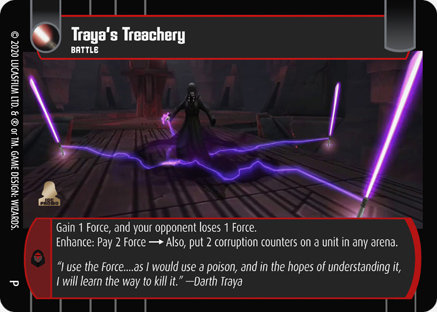 Traya's Treachery
BATTLE
© 2020 LUCASFILM LTD. & ® or TM. GAME DESIGN: WIZARDS.
P
Gain 1 Force, and your opponent loses 1 Force.
Enhance: Pay 2 Force → Also, put 2 corruption counters on a unit in any arena.
“I use the Force....as I would use a poison, and in the hopes of understanding it,
I will learn the way to kill it.” —Darth Traya